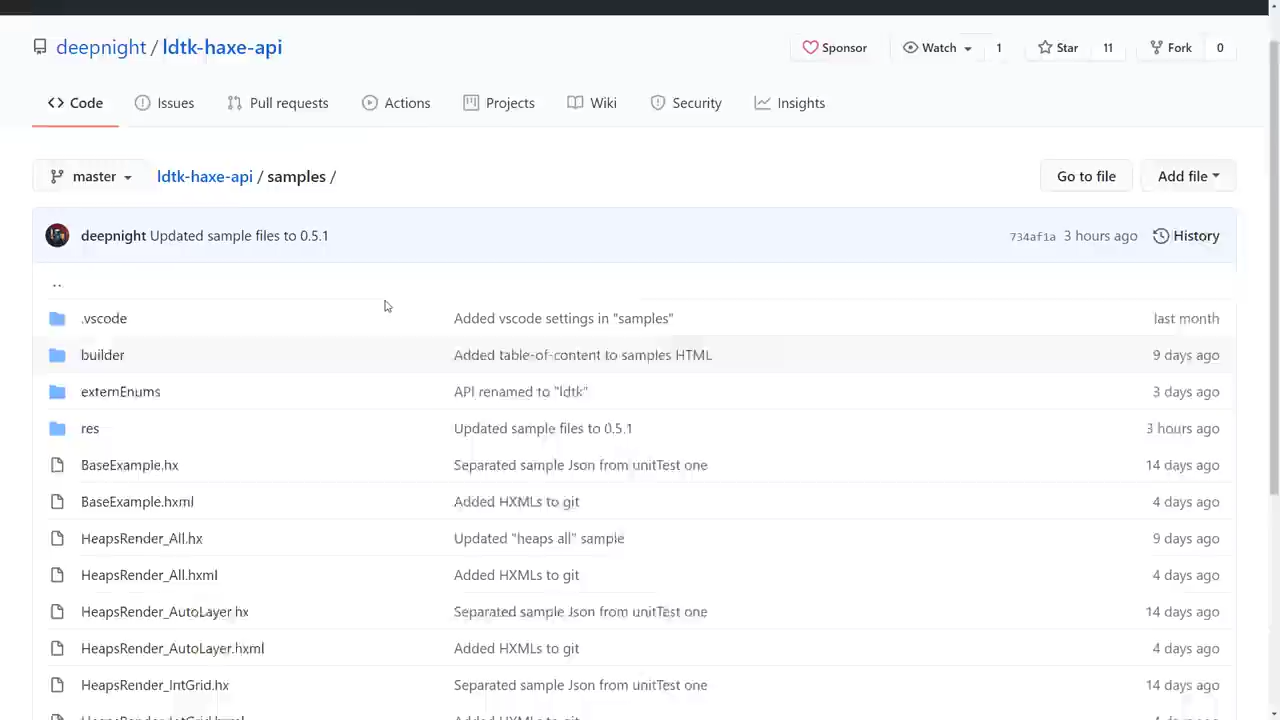 deepnight / ldtk-haxe-api
Sponsor Watch 1 Star 11 Fork 0
Code Issues Pull requests Actions Projects Wiki Security Insights
master ldtk-haxe-api / samples / Go to file Add file
deepnight Updated sample files to 0.5.1 734af1a 3 hours ago History
..
.vscode Added vscode settings in "samples" last month
builder Added table-of-content to samples HTML 9 days ago
externEnums API renamed to "ldtk" 3 days ago
res Updated sample files to 0.5.1 3 hours ago
BaseExample.hx Separated sample Json from unitTest one 14 days ago
BaseExample.hxml Added HXMLs to git 4 days ago
HeapsRender_All.hx Updated "heaps all" sample 9 days ago
HeapsRender_All.hxml Added HXMLs to git 4 days ago
HeapsRender_AutoLayer.hx Separated sample Json from unitTest one 14 days ago
HeapsRender_AutoLayer.hxml Added HXMLs to git 4 days ago
HeapsRender_IntGrid.hx Separated sample Json from unitTest one 14 days ago